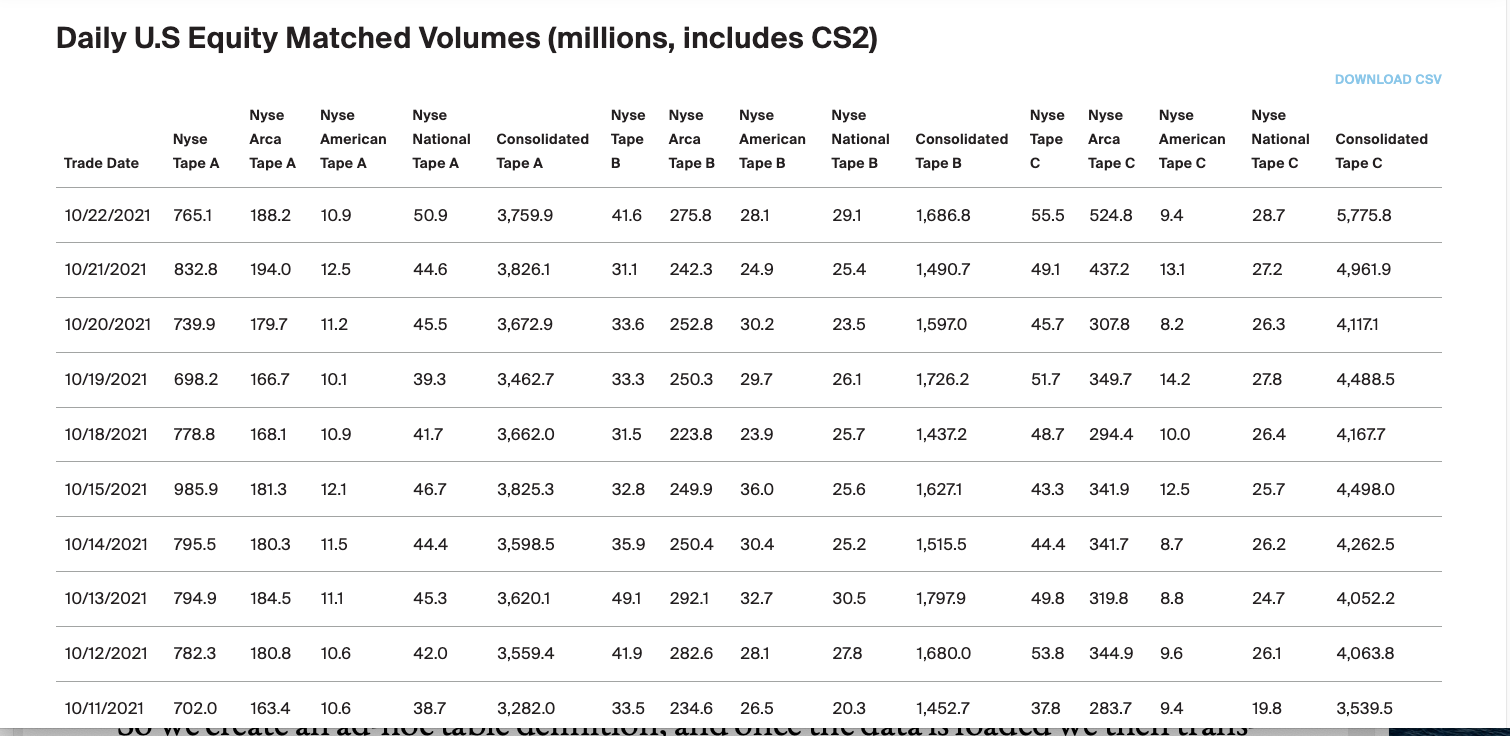 Daily U.S Equity Matched Volumes (millions, includes CS2)
DOWNLOAD CSV
Trade Date Nyse Tape A Nyse Arca Tape A Nyse American Tape A Nyse National Tape A Consolidated Tape A Nyse Tape B Nyse Arca Tape B Nyse American Tape B Nyse National Tape B Consolidated Tape B Nyse Tape C Nyse Arca Tape C Nyse American Tape C Nyse National Tape C Consolidated Tape C
10/22/2021 765.1 188.2 10.9 50.9 3,759.9 41.6 275.8 28.1 29.1 1,686.8 55.5 524.8 9.4 28.7 5,775.8
10/21/2021 832.8 194.0 12.5 44.6 3,826.1 31.1 242.3 24.9 25.4 1,490.7 49.1 437.2 13.1 27.2 4,961.9
10/20/2021 739.9 179.7 11.2 45.5 3,672.9 33.6 252.8 30.2 23.5 1,597.0 45.7 307.8 8.2 26.3 4,117.1
10/19/2021 698.2 166.7 10.1 39.3 3,462.7 33.3 250.3 29.7 26.1 1,726.2 51.7 349.7 14.2 27.8 4,488.5
10/18/2021 778.8 168.1 10.9 41.7 3,662.0 31.5 223.8 23.9 25.7 1,437.2 48.7 294.4 10.0 26.4 4,167.7
10/15/2021 985.9 181.3 12.1 46.7 3,825.3 32.8 249.9 36.0 25.6 1,627.1 43.3 341.9 12.5 25.7 4,498.0
10/14/2021 795.5 180.3 11.5 44.4 3,598.5 35.9 250.4 30.4 25.2 1,515.5 44.4 341.7 8.7 26.2 4,262.5
10/13/2021 794.9 184.5 11.1 45.3 3,620.1 49.1 292.1 32.7 30.5 1,797.9 49.8 319.8 8.8 24.7 4,052.2
10/12/2021 782.3 180.8 10.6 42.0 3,559.4 41.9 282.6 28.1 27.8 1,680.0 53.8 344.9 9.6 26.1 4,063.8
10/11/2021 702.0 163.4 10.6 38.7 3,282.0 33.5 234.6 26.5 20.3 1,452.7 37.8 283.7 9.4 19.8 3,539.5
So we create an ad-hoc table definition, and once the data is loaded we then trans-